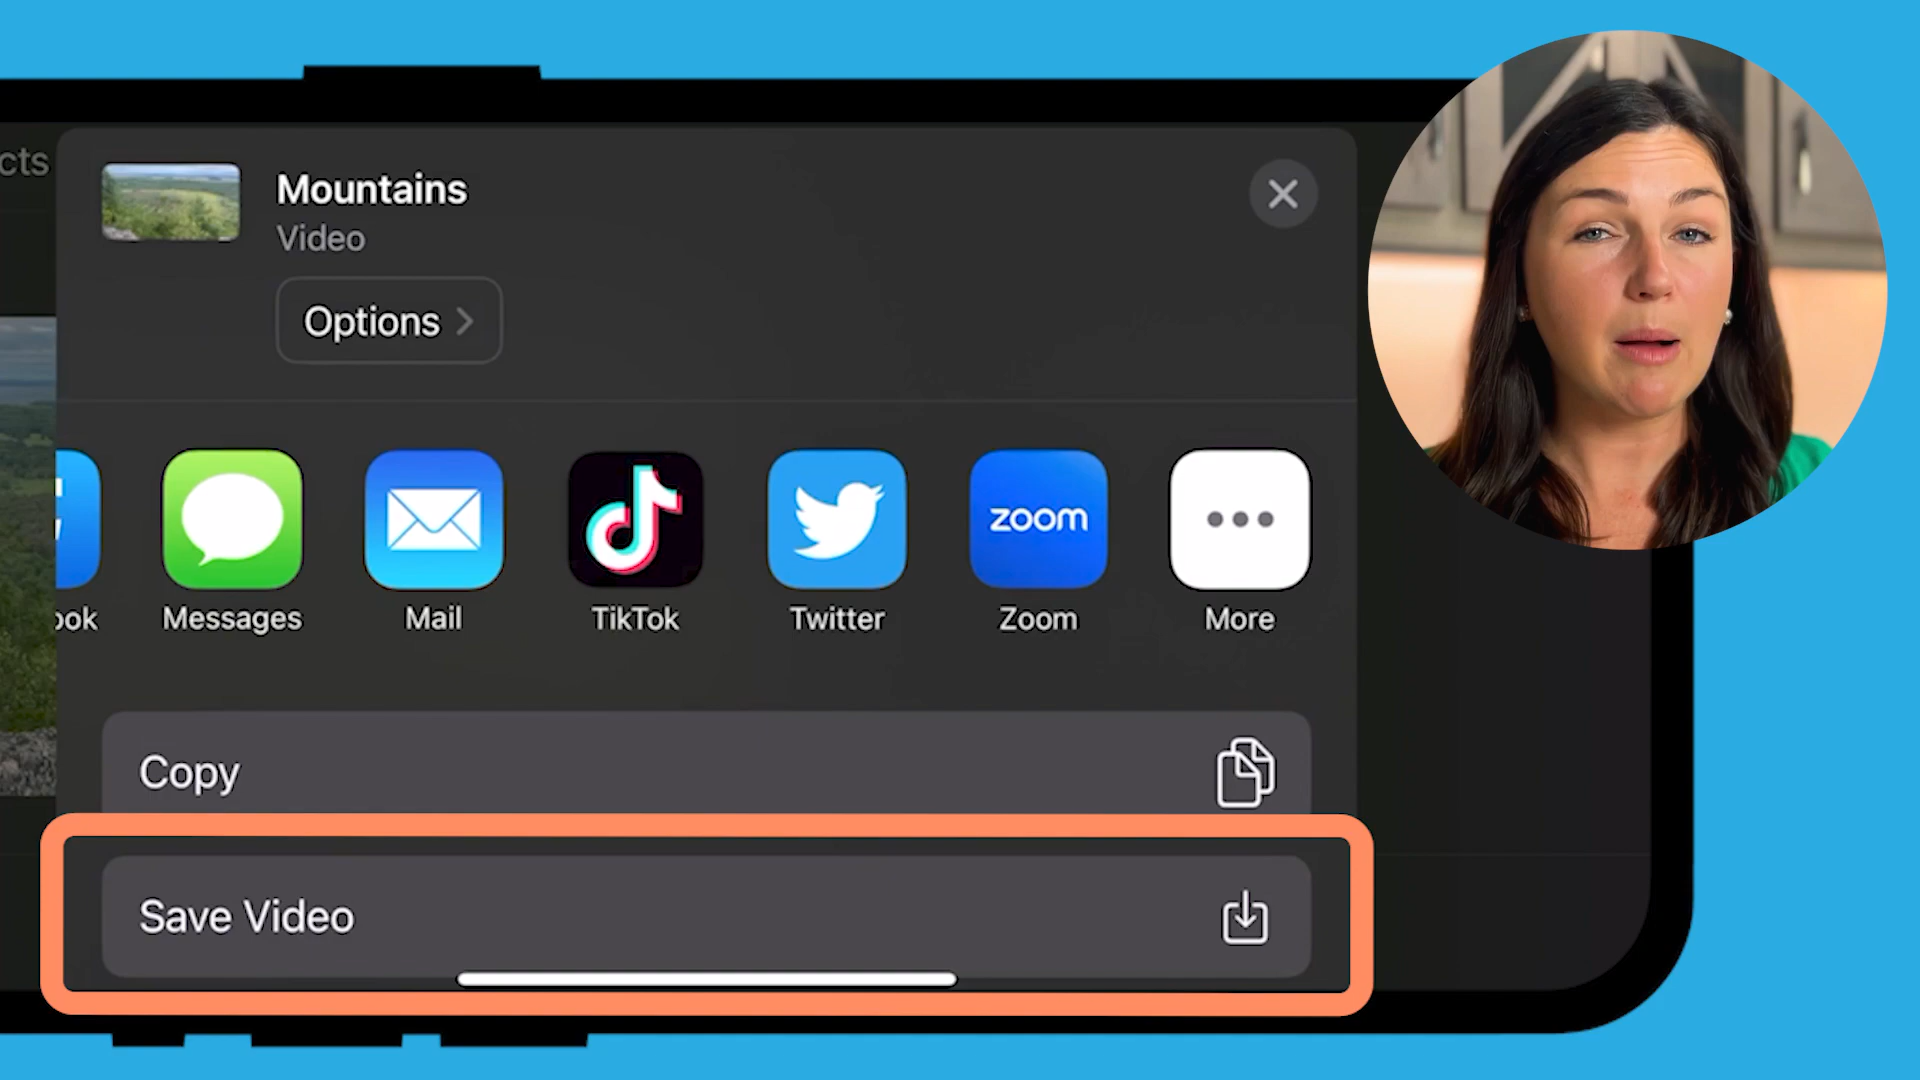 cts
Mountains
Video
Options
zoom
ook
Messages
Mail
TikTok
Twitter
Zoom
More
Copy
Save Video